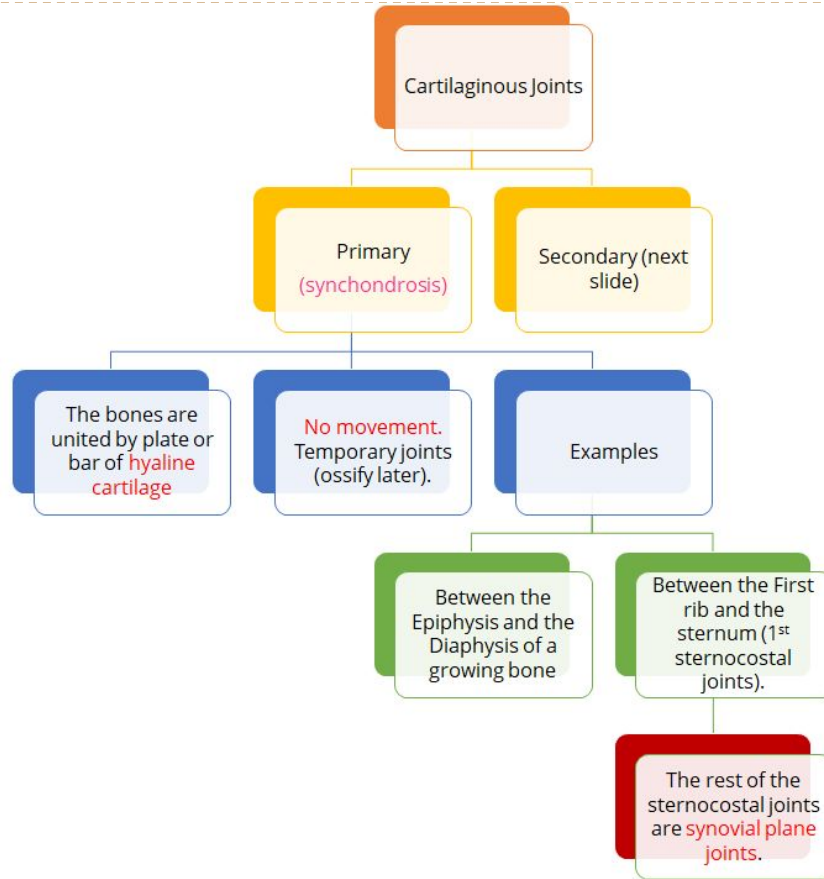 Cartilaginous Joints
Primary
(synchondrosis)
Secondary (next
slide)
The bones are
united by plate or
bar of hyaline
cartilage
No movement.
Temporary joints
(ossify later).
Examples
Between the
Epiphysis and the
Diaphysis of a
growing bone
Between the First
rib and the
sternum (1st
sternocostal
joints).
The rest of the
sternocostal joints
are synovial plane
joints.